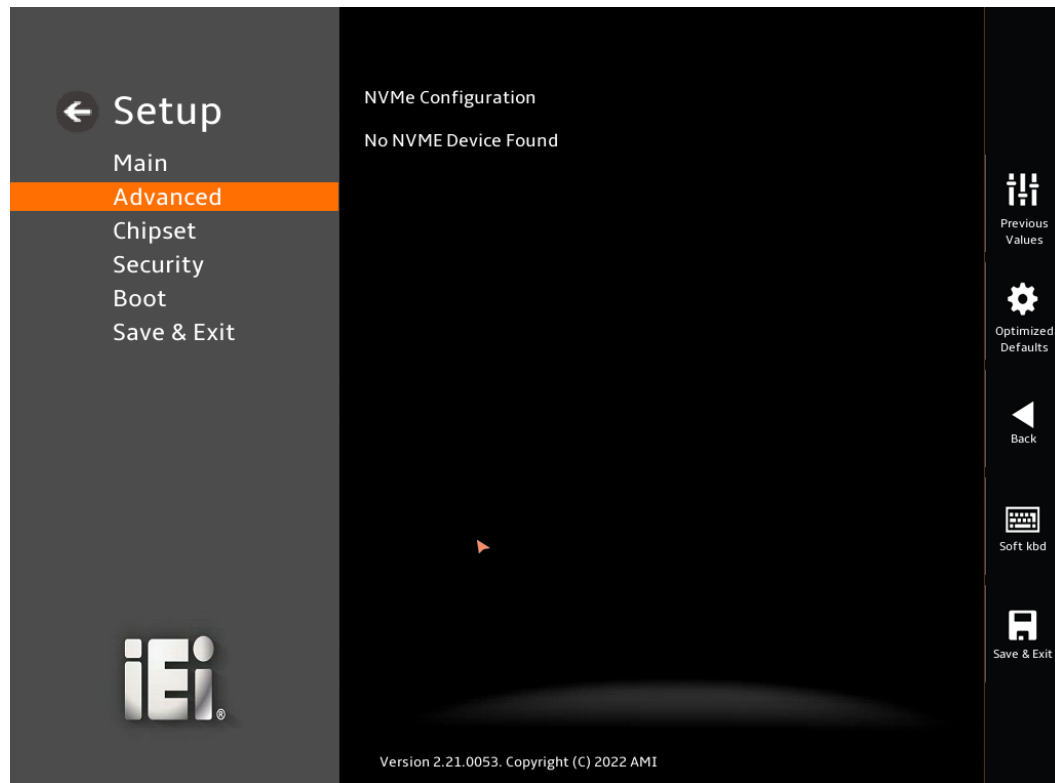 Setup
Main
Advanced
Chipset
Security
Boot
Save & Exit
iEi®
NVMe Configuration
No NVME Device Found
Version 2.21.0053. Copyright (C) 2022 AMI
Previous
Values
Optimized
Defaults
Back
Soft kbd
Save & Exit